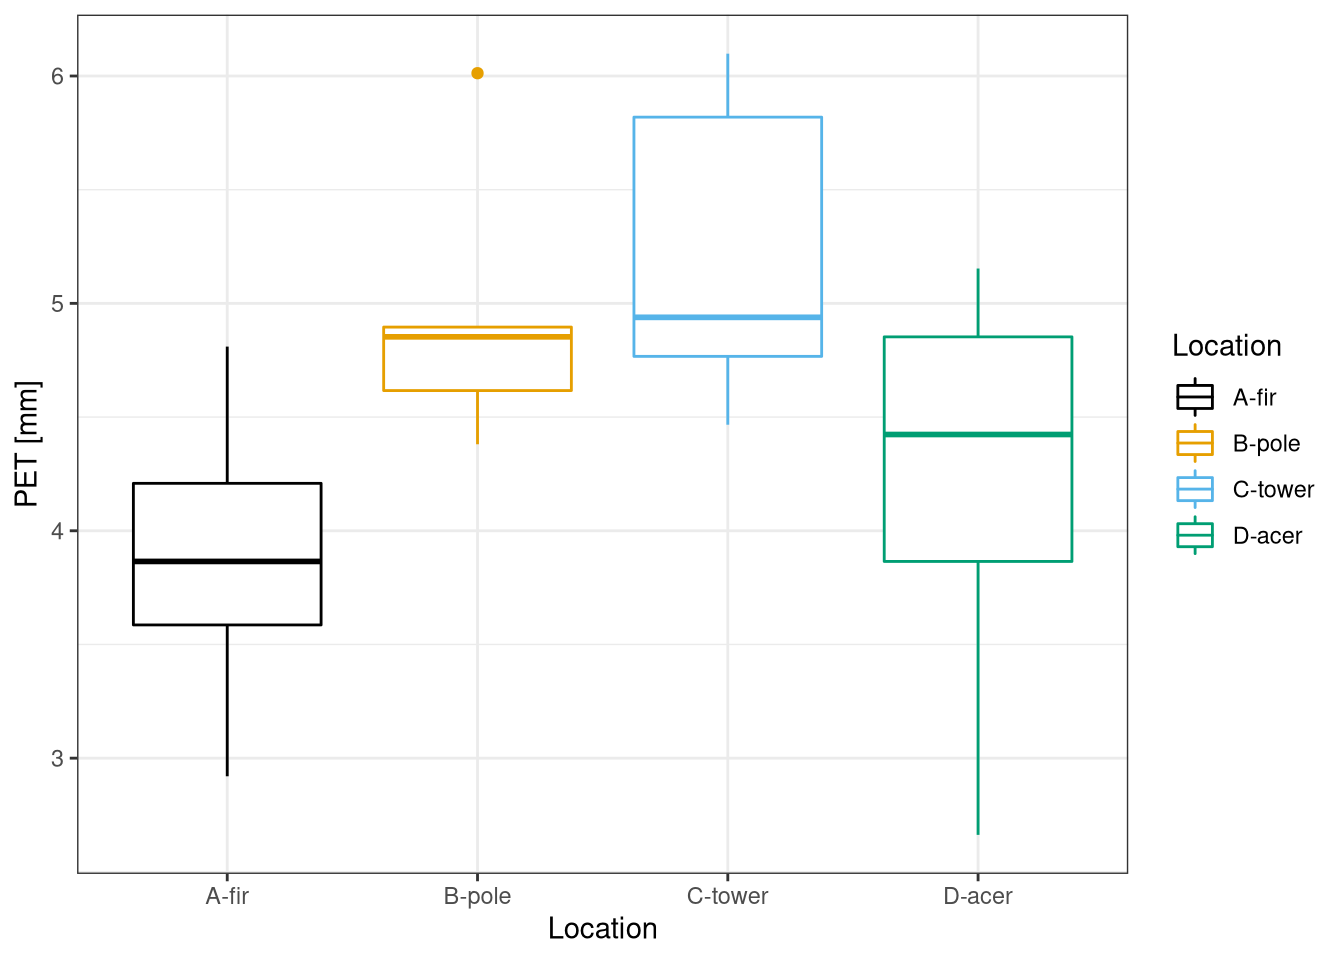 PET [mm]
6
5
4
3
A-fir
B-pole
C-tower
D-acer
Location
Location
A-fir
B-pole
C-tower
D-acer